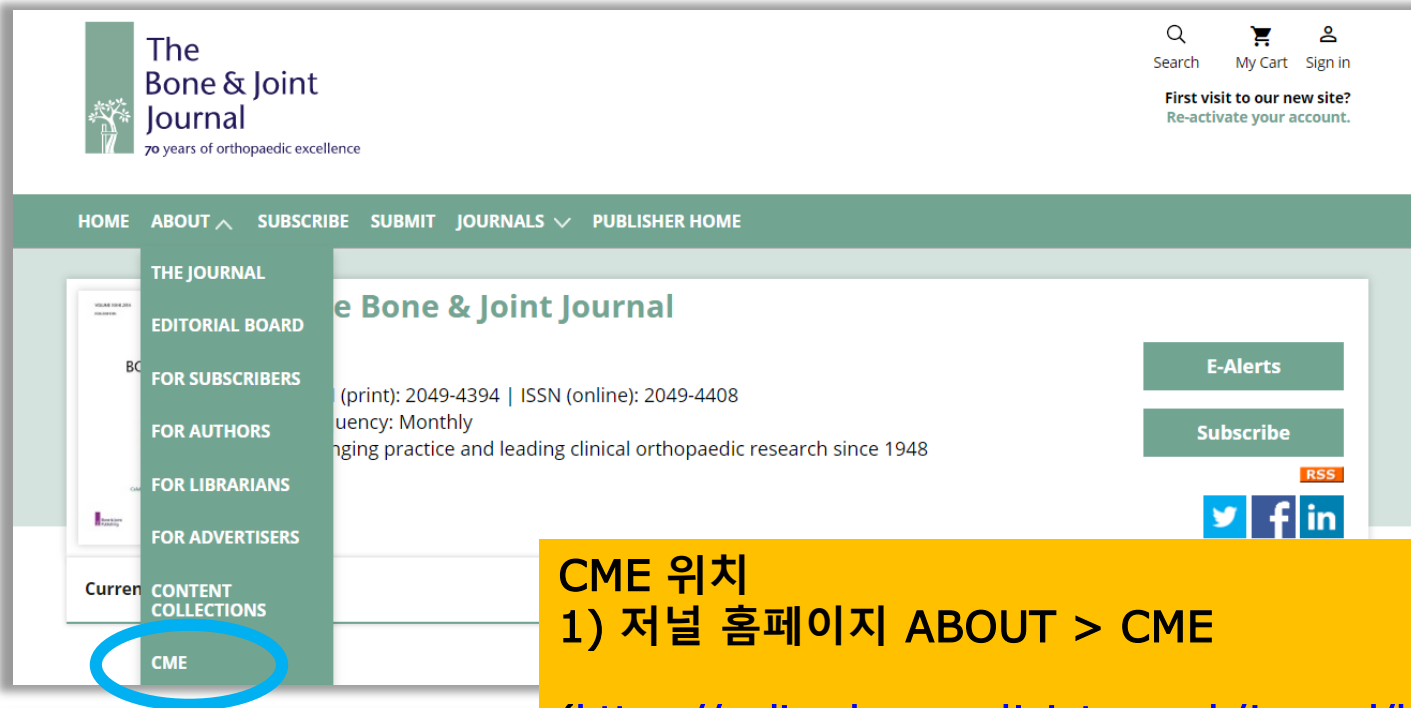 The
Bone & Joint
Journal
70 years of orthopaedic excellence
Search My Cart Sign in
First visit to our new site?
Re-activate your account.
HOME ABOUT SUBSCRIBE SUBMIT JOURNALS PUBLISHER HOME
THE JOURNAL
EDITORIAL BOARD
FOR SUBSCRIBERS
FOR AUTHORS
FOR LIBRARIANS
FOR ADVERTISERS
CONTENT
COLLECTIONS
CME
e Bone & Joint Journal
(print): 2049-4394 | ISSN (online): 2049-4408
uency: Monthly
nging practice and leading clinical orthopaedic research since 1948
BO
Curren
E-Alerts
Subscribe
RSS
f
in
CME 위치
1) 저널 홈페이지 ABOUT > CME